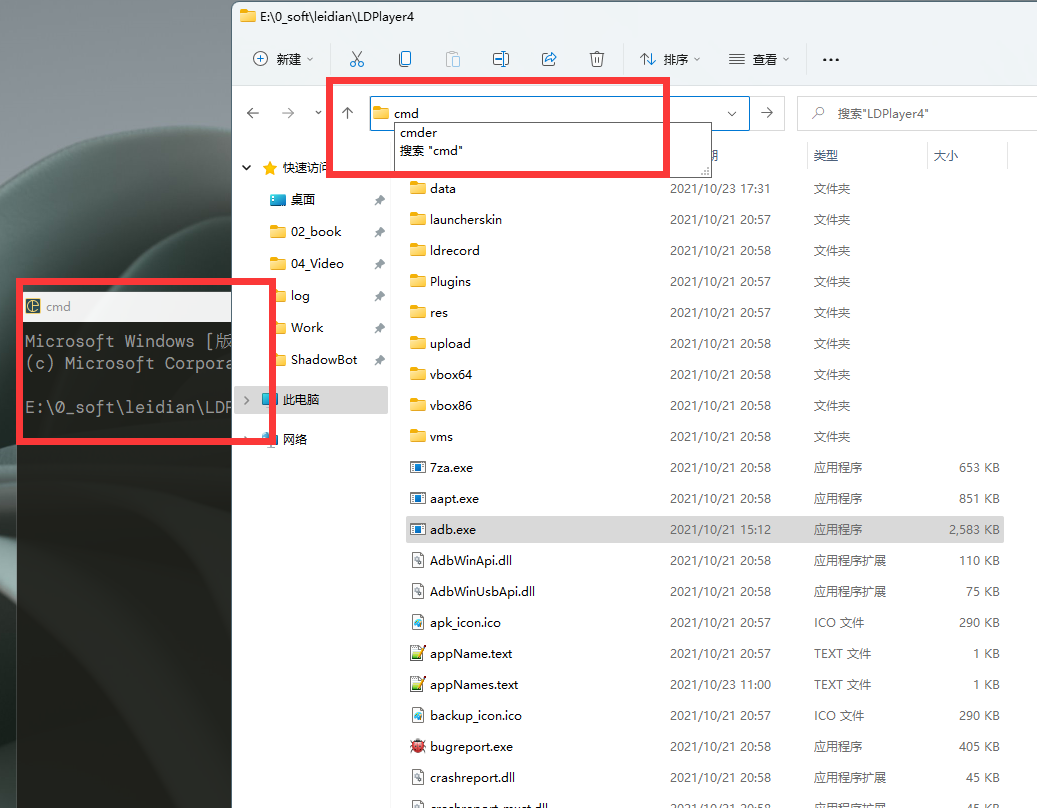 E:\0_soft\leidian\LDPlayer4
新建 排序 查看
cmd 搜索"LDPlayer4"
cmder
搜索 "cmd"
期 类型 大小
快速访问
桌面
02_book
04_Video
log
Work
ShadowBot
此电脑
网络
data 2021/10/23 17:31 文件夹
launcherskin 2021/10/21 20:57 文件夹
ldrecord 2021/10/21 20:58 文件夹
Plugins 2021/10/21 20:58 文件夹
res 2021/10/21 20:57 文件夹
upload 2021/10/21 20:58 文件夹
vbox64 2021/10/21 20:58 文件夹
vbox86 2021/10/21 20:58 文件夹
vms 2021/10/21 20:58 文件夹
7za.exe 2021/10/21 20:58 应用程序 653 KB
aapt.exe 2021/10/21 20:58 应用程序 851 KB
adb.exe 2021/10/21 15:12 应用程序 2,583 KB
AdbWinApi.dll 2021/10/21 20:58 应用程序扩展 110 KB
AdbWinUsbApi.dll 2021/10/21 20:58 应用程序扩展 75 KB
apk_icon.ico 2021/10/21 20:57 ICO 文件 290 KB
appName.text 2021/10/21 20:57 TEXT 文件 1 KB
appNames.text 2021/10/23 11:00 TEXT 文件 1 KB
backup_icon.ico 2021/10/21 20:57 ICO 文件 290 KB
bugreport.exe 2021/10/21 20:58 应用程序 405 KB
crashreport.dll 2021/10/21 20:58 应用程序扩展 45 KB
cmd
Microsoft Windows [版
(c) Microsoft Corpora
E:\0_soft\leidian\LDP